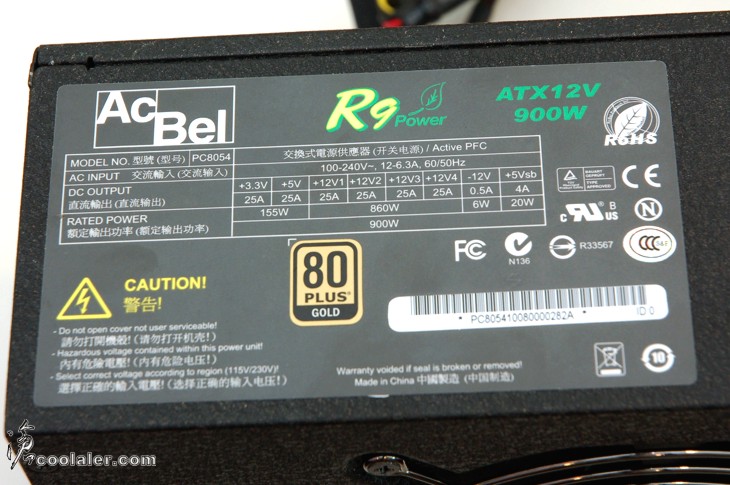 AcBel
R9 Power
ATX12V
900W
RoHS
MODEL NO. 型號 (型号) PC8054
交換式電源供應器 (开关电源) / Active PFC
AC INPUT 交流輸入 (交流输入)
100-240V~, 12-6.3A, 60/50Hz
DC OUTPUT
直流輸出 (直流输出)
+3.3V +5V +12V1 +12V2 +12V3 +12V4 -12V +5Vsb
25A 25A 25A 25A 25A 25A 0.5A 4A
RATED POWER
額定輸出功率 (额定输出功率)
155W 860W 6W 20W
900W
BAUART GEPRÜFT
TYPE APPROVED
CE
c RU US
B
N
FC
N136
R33567
CCC S&E
80
PLUS
GOLD
CAUTION!
警告!
- Do not open cover not user serviceable!
請勿打開機殼! (请勿打开机壳!)
- Hazardous voltage contained within this power unit!
內有危險電壓! (内有危险电压!)
- Select correct voltage according to region (115V/230V)!
選擇正確的輸入電壓! (选择正确的输入电压!)
* PC8054100800000282A * ID 0
Warranty voided if seal is broken or removed!
Made in China 中國製造 (中国制造)
10
coolaler.com